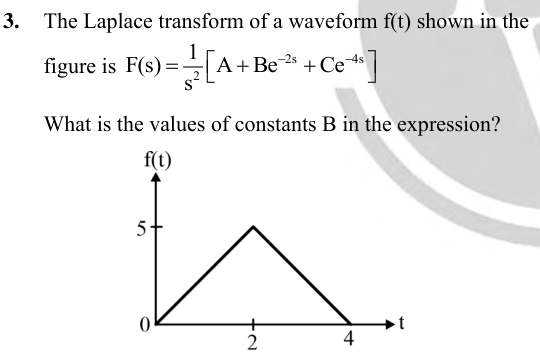 3. The Laplace transform of a waveform f(t) shown in the
figure is F(s) = 1/s² [A + Be⁻²ˢ + Ce⁻⁴ˢ]
What is the values of constants B in the expression?
f(t)
5
0
2
4
t